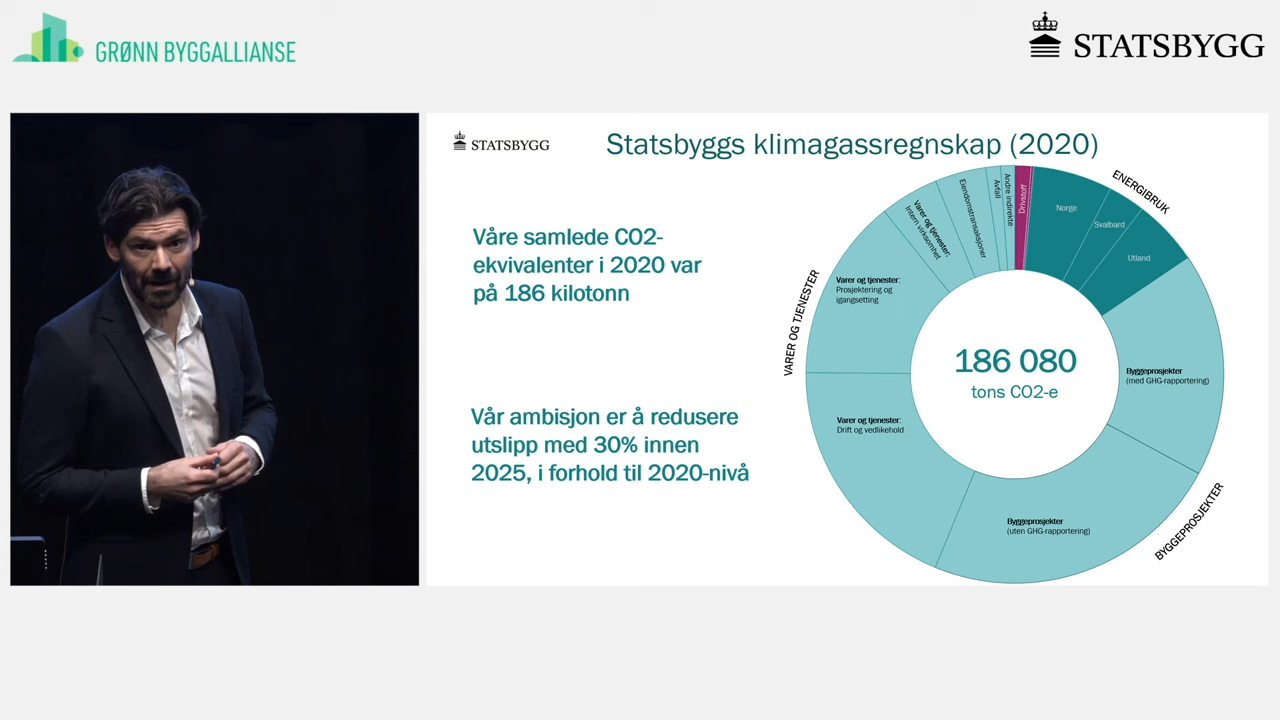 GRØNN BYGGALLIANSE
STATSBYGG
STATSBYGG
Statsbyggs klimagassregnskap (2020)
Våre samlede CO2-
ekvivalenter i 2020 var
på 186 kilotonn
Vår ambisjon er å redusere
utslipp med 30% innen
2025, i forhold til 2020-nivå
ENERGIBRUK
Drivstoff
Norge
Svalbard
Utland
Byggeprosjekter
(med GHG-rapportering)
BYGGEPROSJEKTER
Byggeprosjekter
(uten GHG-rapportering)
Varer og tjenester:
Drift og vedlikehold
VARER OG TJENESTER
Varer og tjenester:
Prosjektering og
igangsetting
Varer og tjenester:
Intern virksomhet
Eiendomstransaksjoner
Avfall
Andre indirekte
186 080
tons CO2-e